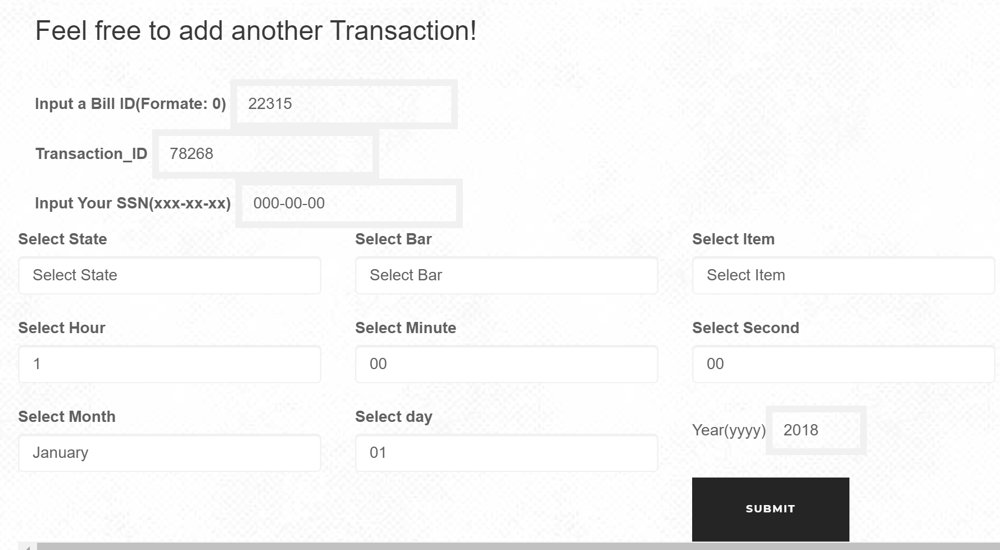 Feel free to add another Transaction!
Input a Bill ID(Formate: 0) 22315
Transaction_ID 78268
Input Your SSN(xxx-xx-xx) 000-00-00
Select State Select Bar Select Item
Select State Select Bar Select Item
Select Hour Select Minute Select Second
1 00 00
Select Month Select day
Year(yyyy) 2018
January 01
SUBMIT